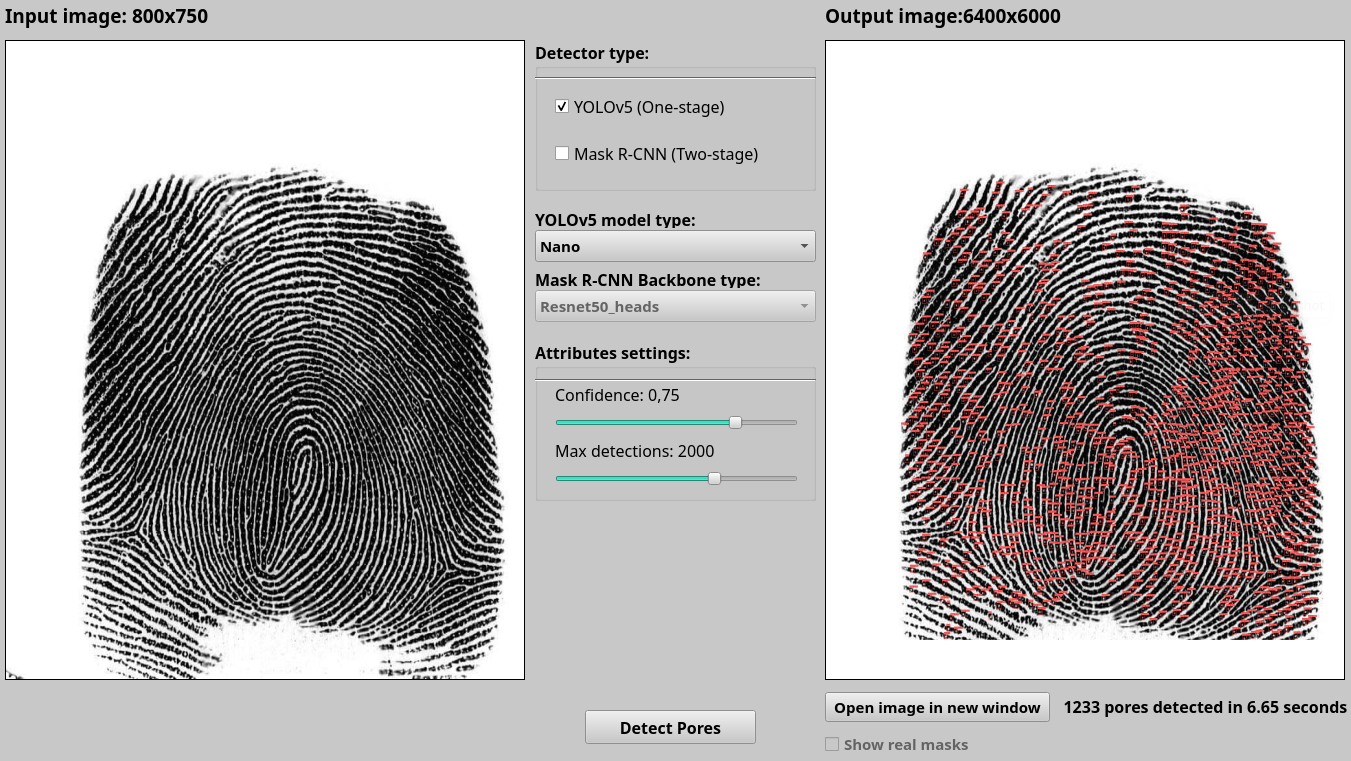 Input image: 800x750
Detector type:
YOLOv5 (One-stage)
Mask R-CNN (Two-stage)
YOLOv5 model type:
Nano
Mask R-CNN Backbone type:
Resnet50_heads
Attributes settings:
Confidence: 0,75
Max detections: 2000
Detect Pores
Output image:6400x6000
Open image in new window
1233 pores detected in 6.65 seconds
Show real masks